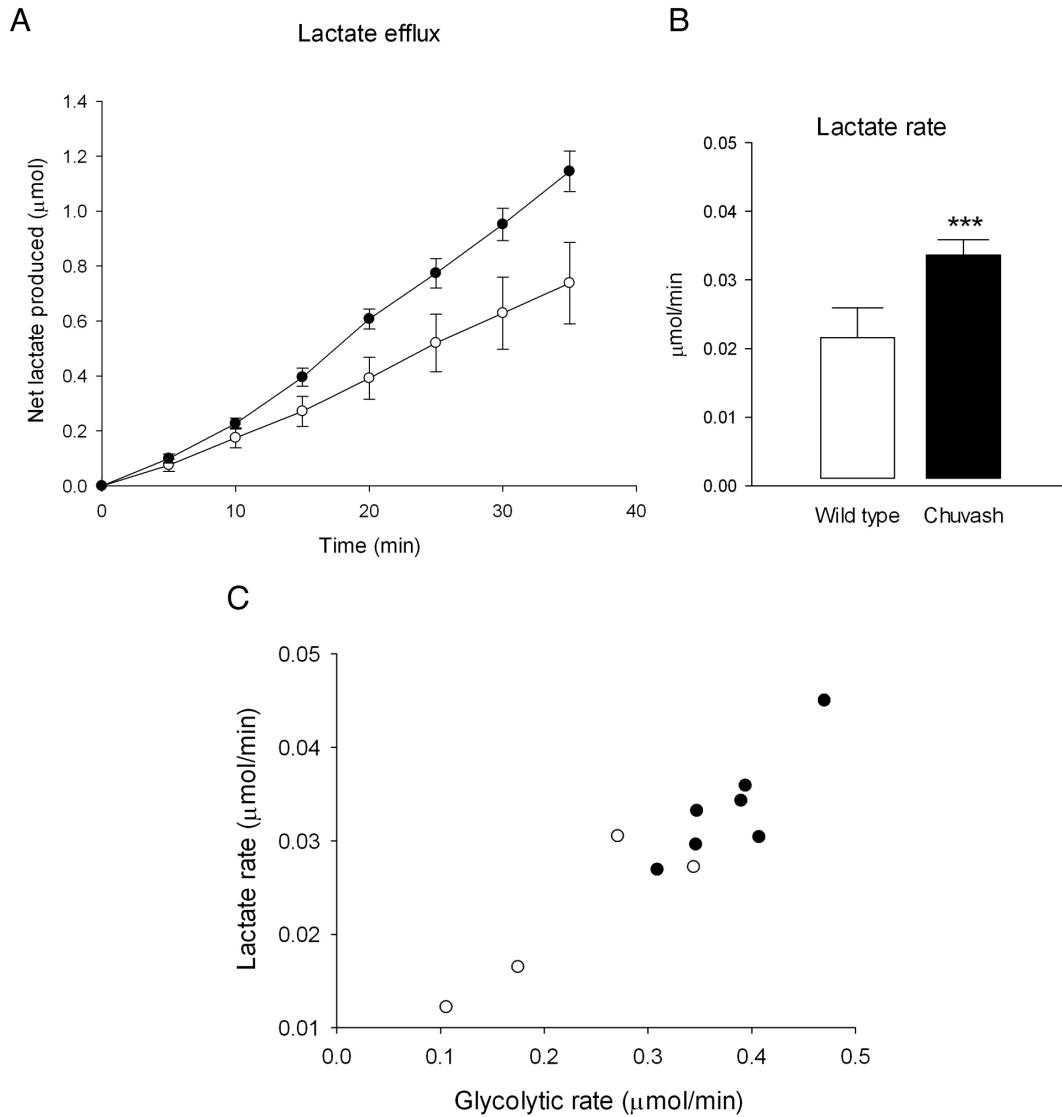 A
Lactate efflux
Net lactate produced (μmol)
1.4
1.2
1.0
0.8
0.6
0.4
0.2
0.0
0 10 20 30 40
Time (min)
B
Lactate rate
μmol/min
0.05
0.04
0.03
0.02
0.01
0.00
***
Wild type Chuvash
C
Lactate rate (μmol/min)
0.05
0.04
0.03
0.02
0.01
0.0 0.1 0.2 0.3 0.4 0.5
Glycolytic rate (μmol/min)